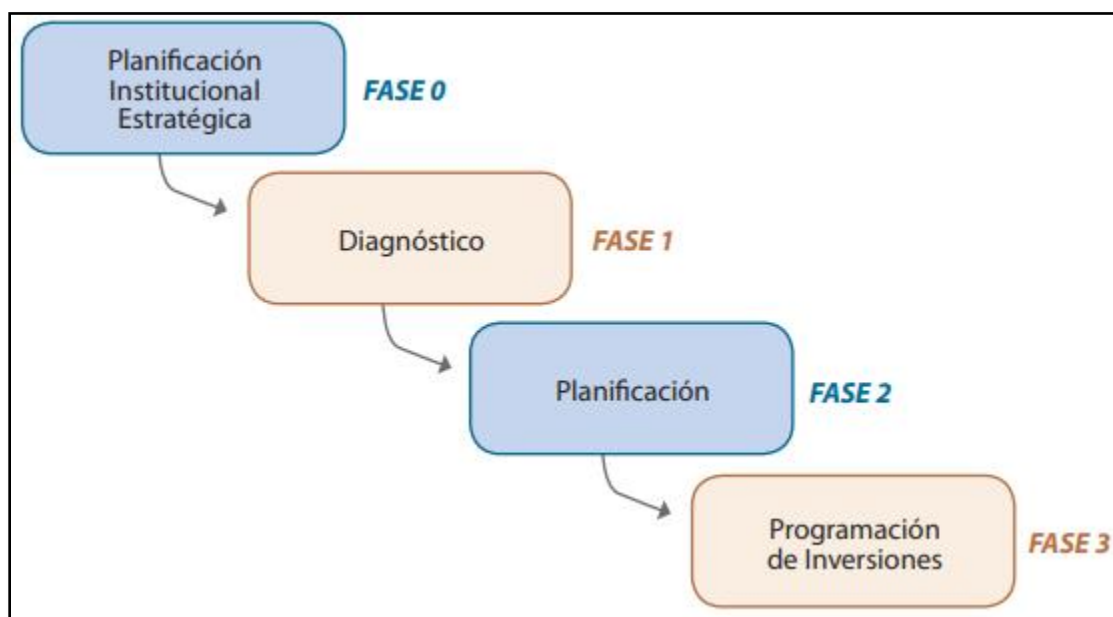 Planificación
Institucional
Estratégica
FASE 0
Diagnóstico
FASE 1
Planificación
FASE 2
Programación
de Inversiones
FASE 3